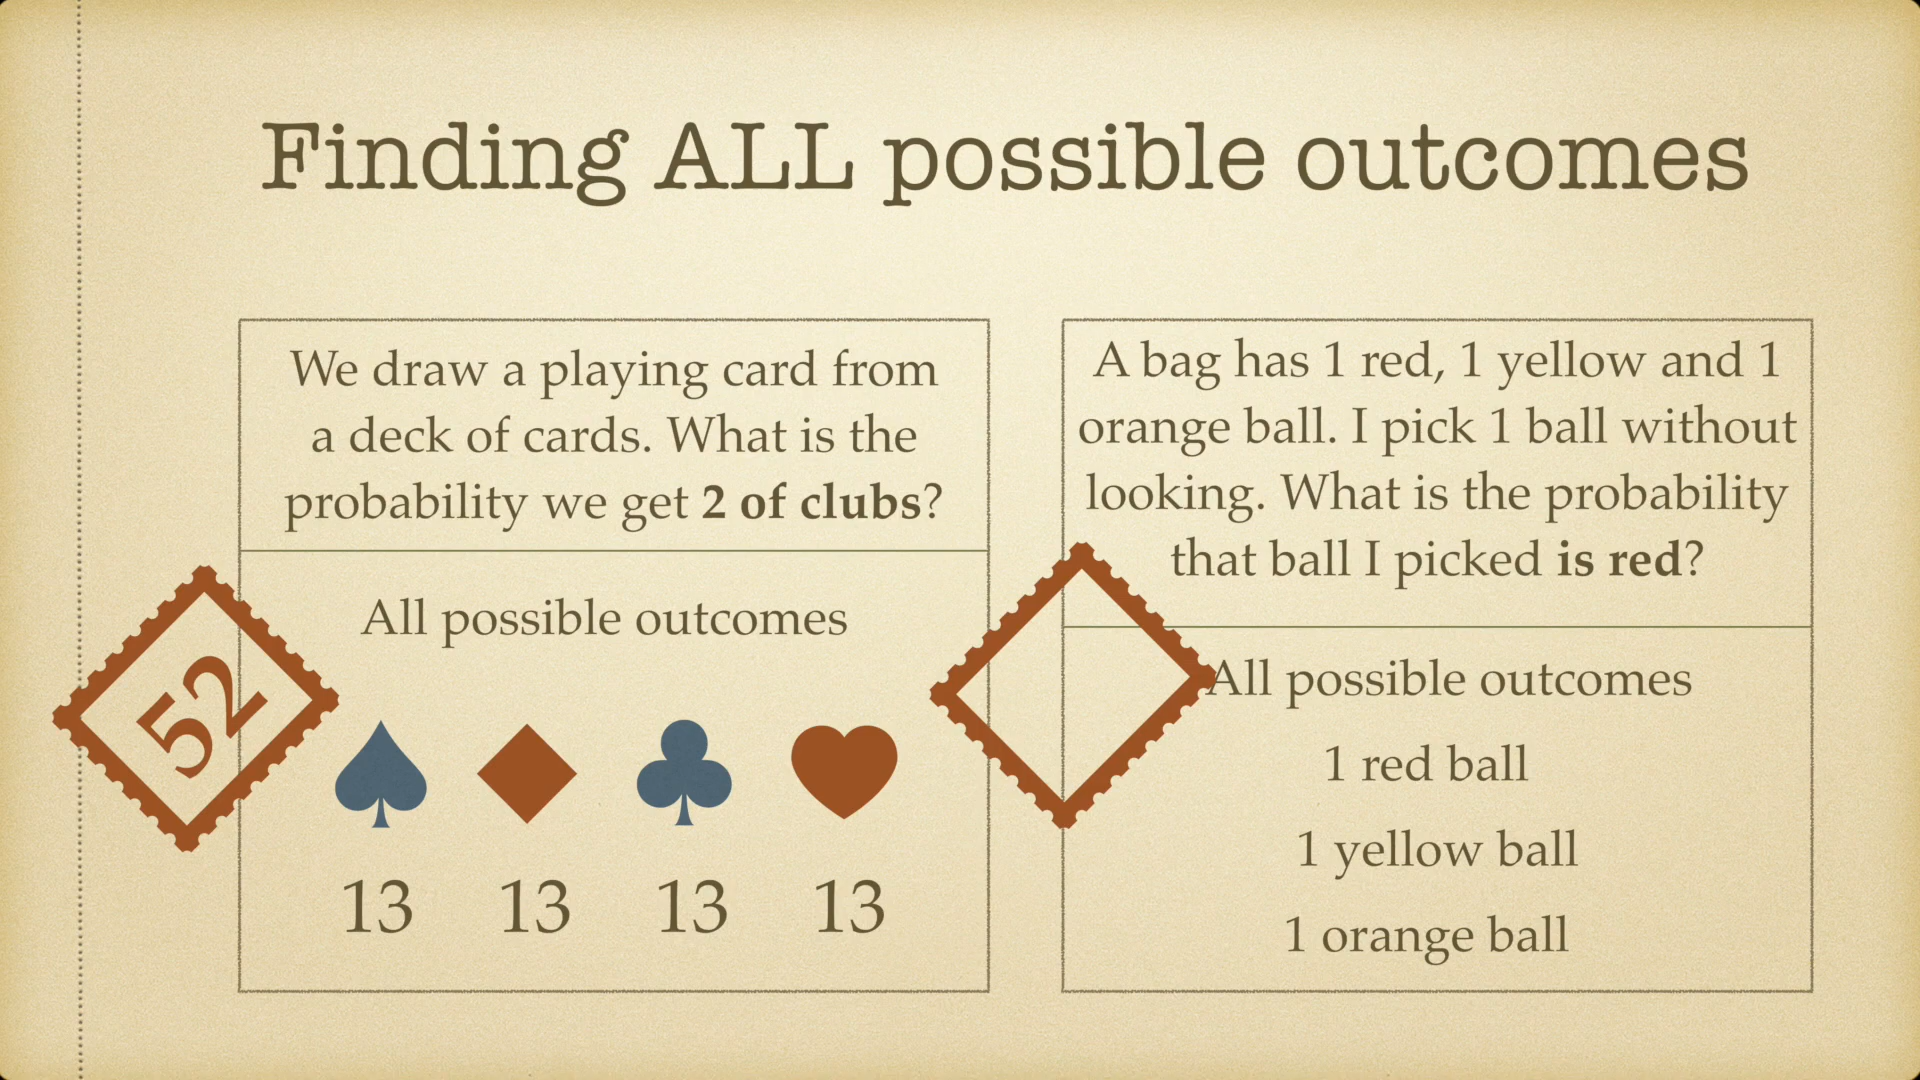 Finding ALL possible outcomes
We draw a playing card from
a deck of cards. What is the
probability we get 2 of clubs?
All possible outcomes
52
13 13 13 13
A bag has 1 red, 1 yellow and 1
orange ball. I pick 1 ball without
looking. What is the probability
that ball I picked is red?
All possible outcomes
1 red ball
1 yellow ball
1 orange ball